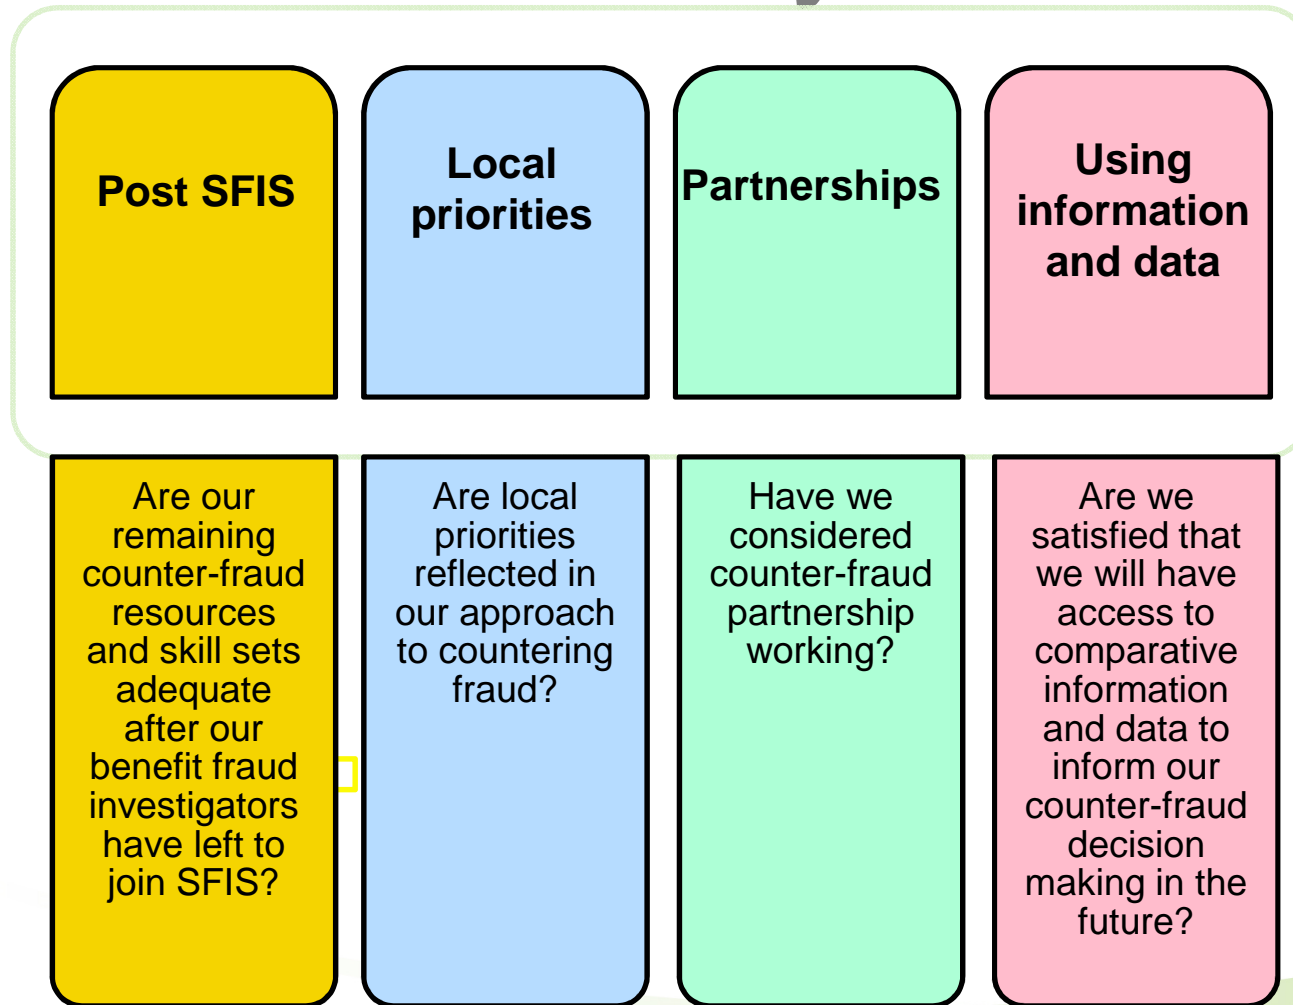 Post SFIS
Local
priorities
Partnerships
Using
information
and data
Are our
remaining
counter-fraud
resources
and skill sets
adequate
after our
benefit fraud
investigators
have left to
join SFIS?
Are local
priorities
reflected in
our approach
to countering
fraud?
Have we
considered
counter-fraud
partnership
working?
Are we
satisfied that
we will have
access to
comparative
information
and data to
inform our
counter-fraud
decision
making in the
future?